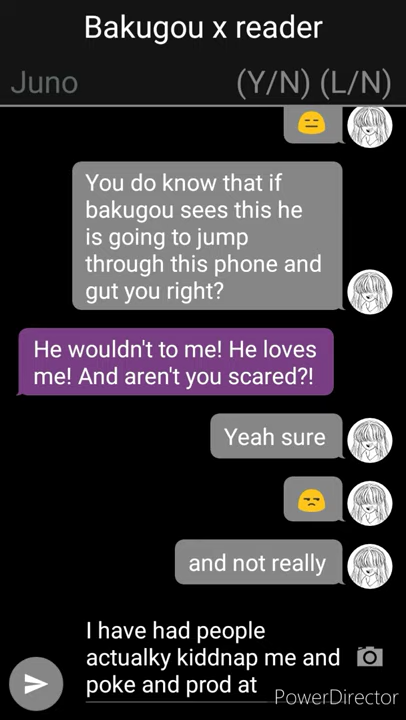 Bakugou x reader
Juno (Y/N) (L/N)
You do know that if
bakugou sees this he
is going to jump
through this phone and
gut you right?
He wouldn't to me! He loves
me! And aren't you scared?!
Yeah sure
and not really
I have had people
actualky kiddnap me and
poke and prod at
PowerDirector